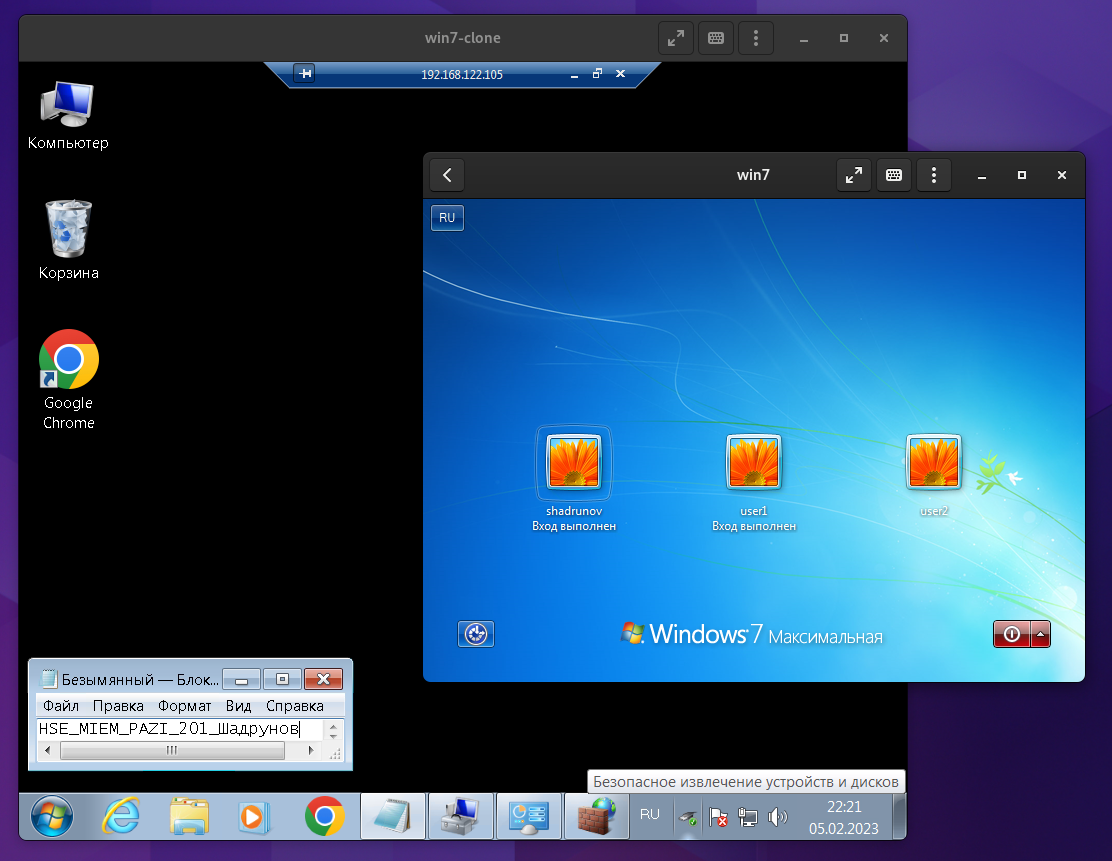 win7-clone
192.168.122.105
Компьютер
Корзина
Google
Chrome
win7
RU
shadrunov
Вход выполнен
user1
Вход выполнен
user2
Windows 7 Максимальная
Безымянный — Блок...
Файл Правка Формат Вид Справка
HSE_MIEM_PAZI_201_Шадрунов
Безопасное извлечение устройств и дисков
RU
22:21
05.02.2023